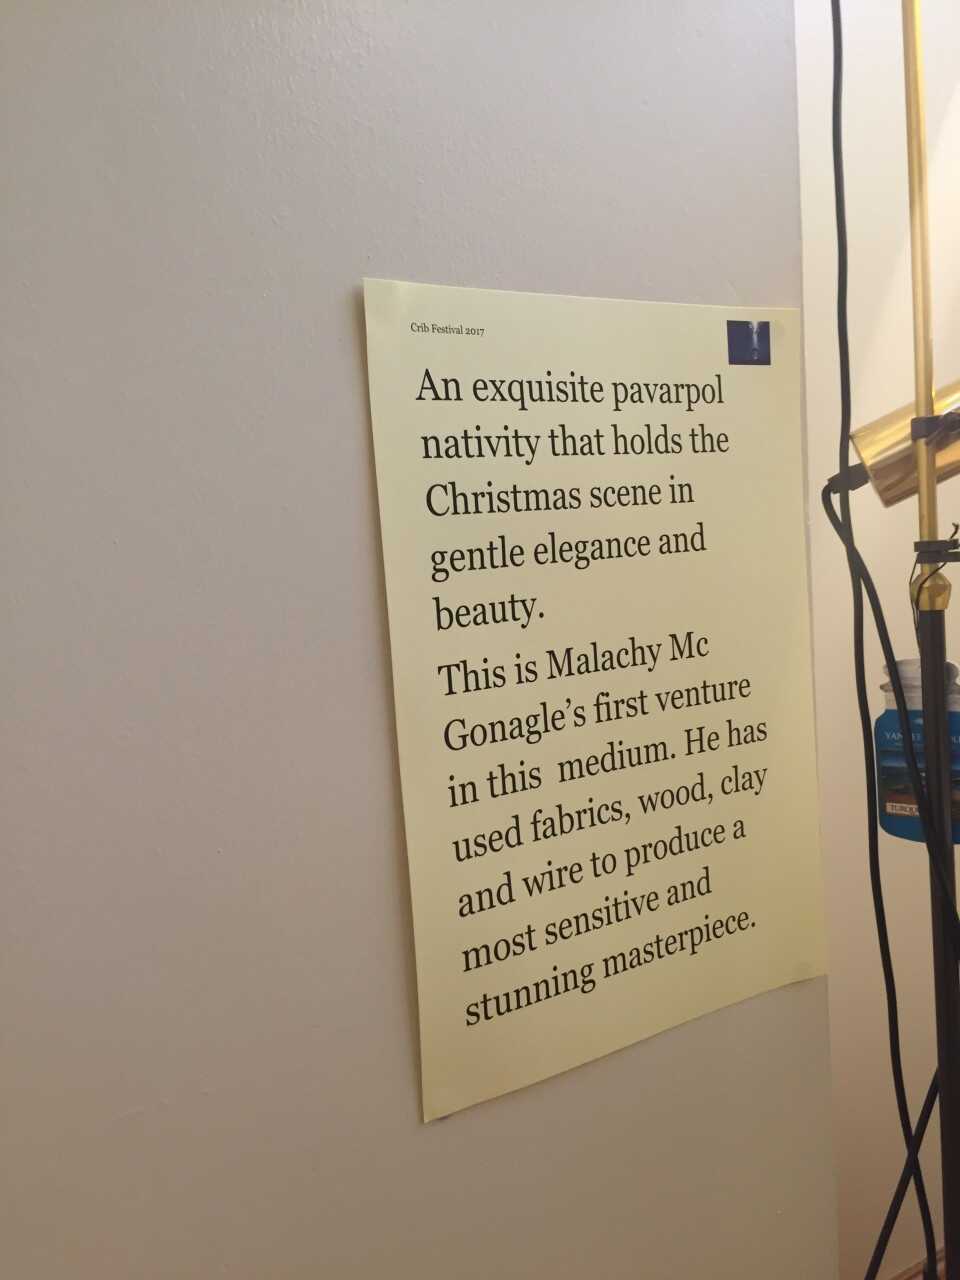 Crib Festival 2017
An exquisite pavarpol
nativity that holds the
Christmas scene in
gentle elegance and
beauty.
This is Malachy Mc
Gonagle's first venture
in this medium. He has
used fabrics, wood, clay
and wire to produce a
most sensitive and
stunning masterpiece.